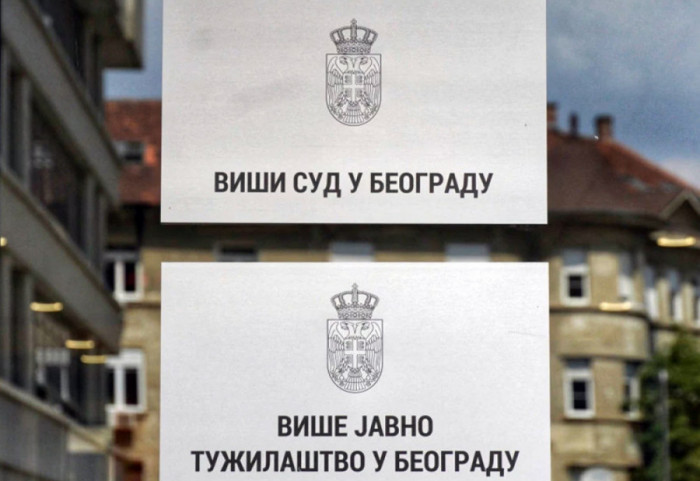 ВИШИ СУД У БЕОГРАДУ
ВИШЕ ЈАВНО
ТУЖИЛАШТВО У БЕОГРАДУ